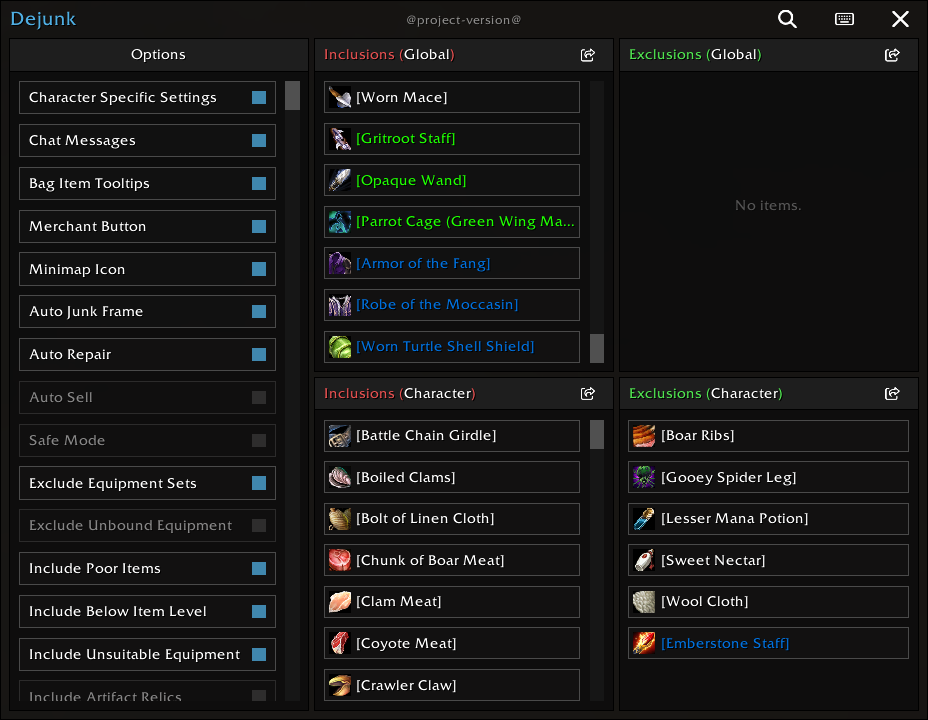 Dejunk
@project-version@
Options
Character Specific Settings
Chat Messages
Bag Item Tooltips
Merchant Button
Minimap Icon
Auto Junk Frame
Auto Repair
Auto Sell
Safe Mode
Exclude Equipment Sets
Exclude Unbound Equipment
Include Poor Items
Include Below Item Level
Include Unsuitable Equipment
Include Artifact Relics
Inclusions (Global)
[Worn Mace]
[Gritroot Staff]
[Opaque Wand]
[Parrot Cage (Green Wing Ma...
[Armor of the Fang]
[Robe of the Moccasin]
[Worn Turtle Shell Shield]
Exclusions (Global)
No items.
Inclusions (Character)
[Battle Chain Girdle]
[Boiled Clams]
[Bolt of Linen Cloth]
[Chunk of Boar Meat]
[Clam Meat]
[Coyote Meat]
[Crawler Claw]
Exclusions (Character)
[Boar Ribs]
[Gooey Spider Leg]
[Lesser Mana Potion]
[Sweet Nectar]
[Wool Cloth]
[Emberstone Staff]